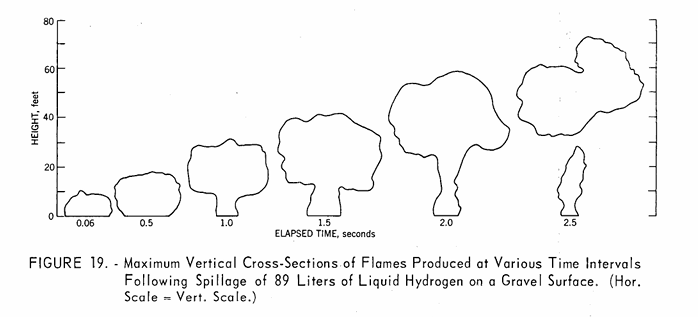 80
60
HEIGHT, feet
40
20
0
0.06 0.5 1.0 1.5 2.0 2.5
ELAPSED TIME, seconds
FIGURE 19. - Maximum Vertical Cross-Sections of Flames Produced at Various Time Intervals
Following Spillage of 89 Liters of Liquid Hydrogen on a Gravel Surface. (Hor.
Scale = Vert. Scale.)